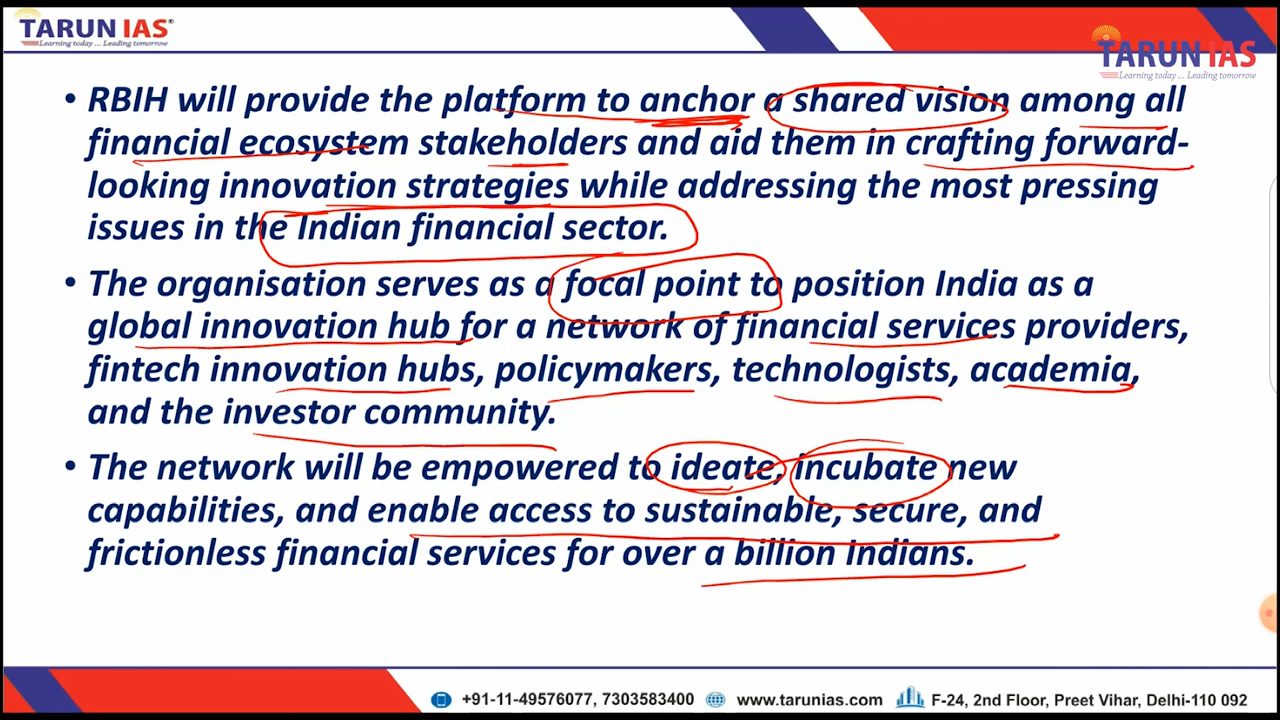 TARUN IAS®
Learning today ... Leading tomorrow
TARUN IAS
Learning today ... Leading tomorrow
• RBIH will provide the platform to anchor a shared vision among all
financial ecosystem stakeholders and aid them in crafting forward-
looking innovation strategies while addressing the most pressing
issues in the Indian financial sector.
• The organisation serves as a focal point to position India as a
global innovation hub for a network of financial services providers,
fintech innovation hubs, policymakers, technologists, academia,
and the investor community.
• The network will be empowered to ideate, incubate new
capabilities, and enable access to sustainable, secure, and
frictionless financial services for over a billion Indians.
+91-11-49576077, 7303583400 www.tarunias.com F-24, 2nd Floor, Preet Vihar, Delhi-110 092